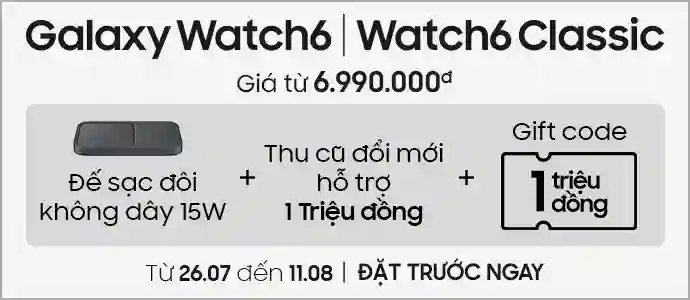 Galaxy Watch6 | Watch6 Classic
Giá từ 6.990.000đ
Đế sạc đôi
không dây 15W
+
Thu cũ đổi mới
hỗ trợ
1 Triệu đồng
+
Gift code
1 triệu
đồng
Từ 26.07 đến 11.08 | ĐẶT TRƯỚC NGAY